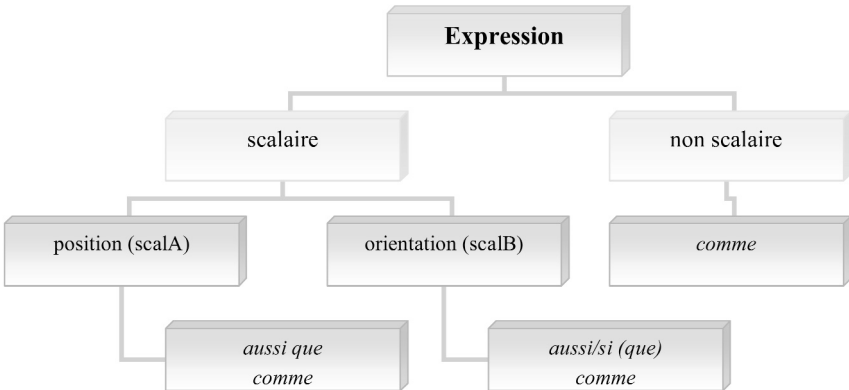 Expression
scalaire
non scalaire
position (scalA)
orientation (scalB)
comme
aussi que
comme
aussi/si (que)
comme